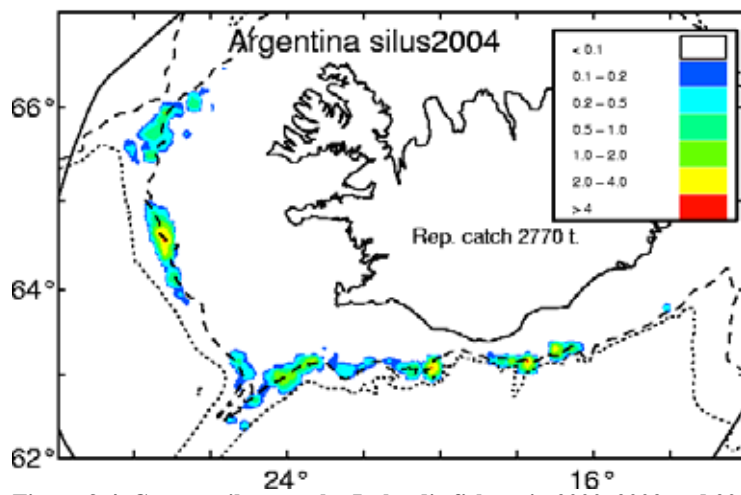 Argentina silus2004
< 0.1
0.1 – 0.2
0.2 – 0.5
0.5 – 1.0
1.0 – 2.0
2.0 – 4.0
> 4
66°
Rep. catch 2770 t.
64°
62°
24°
16°